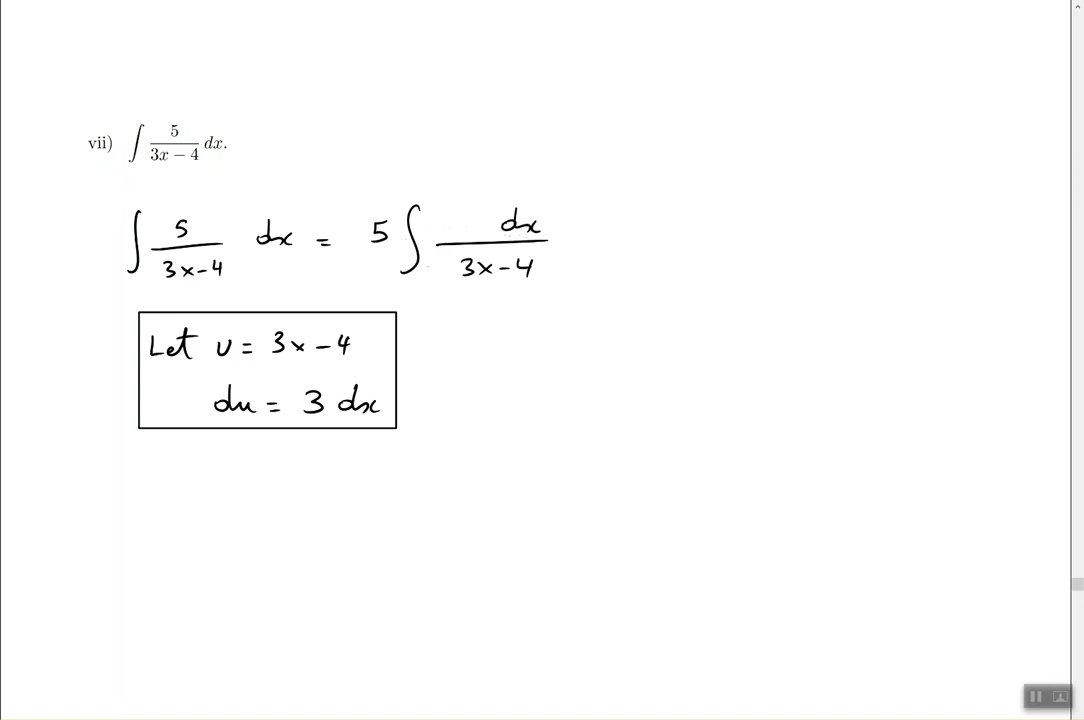 vii) ∫ 5/(3x − 4) dx.
∫ 5/(3x-4) dx = 5 ∫ dx/(3x-4)
Let u = 3x - 4
du = 3 dx